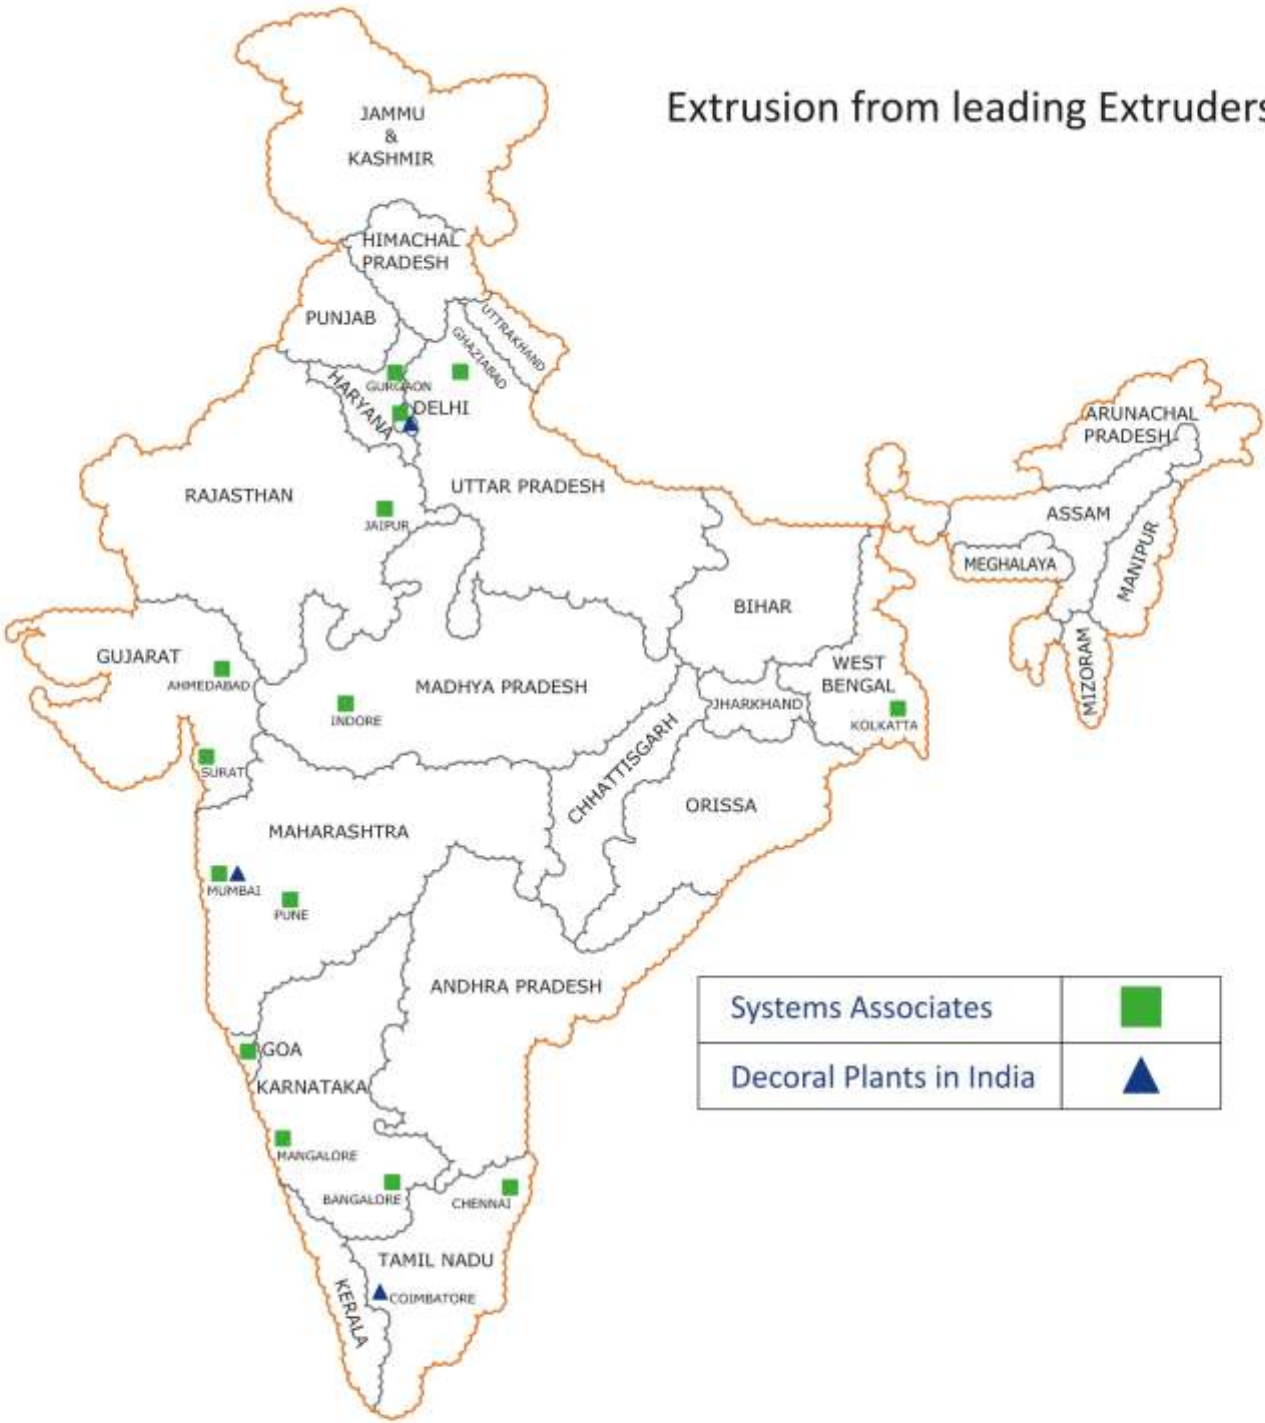 Extrusion from leading Extruders
JAMMU
&
KASHMIR
HIMACHAL
PRADESH
PUNJAB
UTTRAKHAND
GHAZIABAD
HARYANA
GURGAON
DELHI
ARUNACHAL
PRADESH
RAJASTHAN
UTTAR PRADESH
JAIPUR
ASSAM
MEGHALAYA
MANIPUR
BIHAR
GUJARAT
AHMEDABAD
MADHYA PRADESH
INDORE
WEST
BENGAL
JHARKHAND
KOLKATTA
MIZORAM
SURAT
CHHATTISGARH
ORISSA
MAHARASHTRA
MUMBAI
PUNE
ANDHRA PRADESH
Systems Associates
Decoral Plants in India
GOA
KARNATAKA
MANGALORE
BANGALORE
CHENNAI
TAMIL NADU
KERALA
COIMBATORE